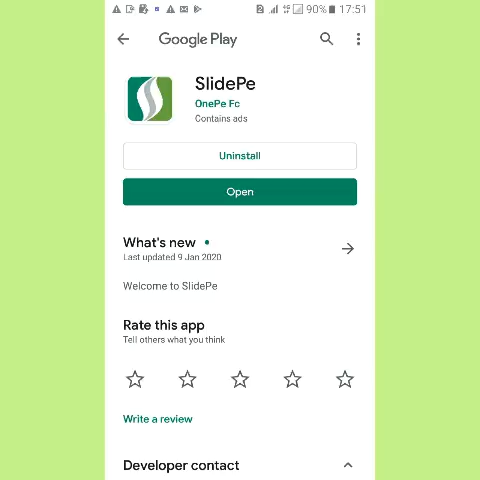 90% 17:51
Google Play
SlidePe
OnePe Fc
Contains ads
Uninstall
Open
What's new
Last updated 9 Jan 2020
Welcome to SlidePe
Rate this app
Tell others what you think
Write a review
Developer contact